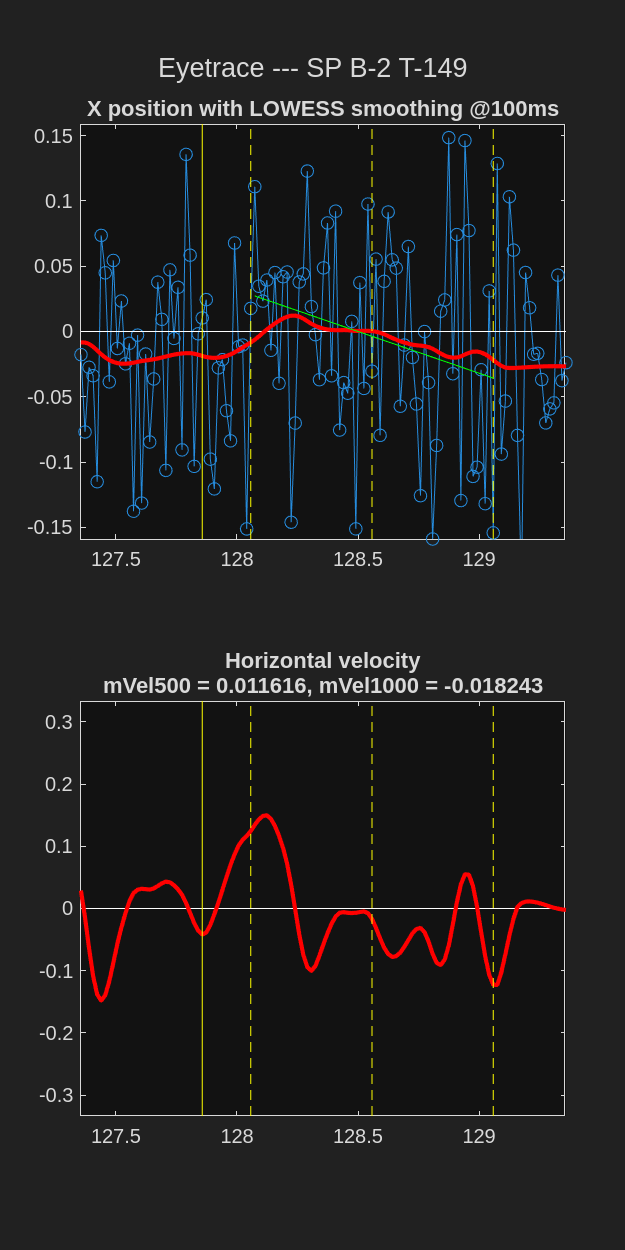 Eyetrace --- SP B-2 T-149
X position with LOWESS smoothing @100ms
0.15
0.1
0.05
0
-0.05
-0.1
-0.15
127.5 128 128.5 129
Horizontal velocity
mVel500 = 0.011616, mVel1000 = -0.018243
0.3
0.2
0.1
0
-0.1
-0.2
-0.3
127.5 128 128.5 129